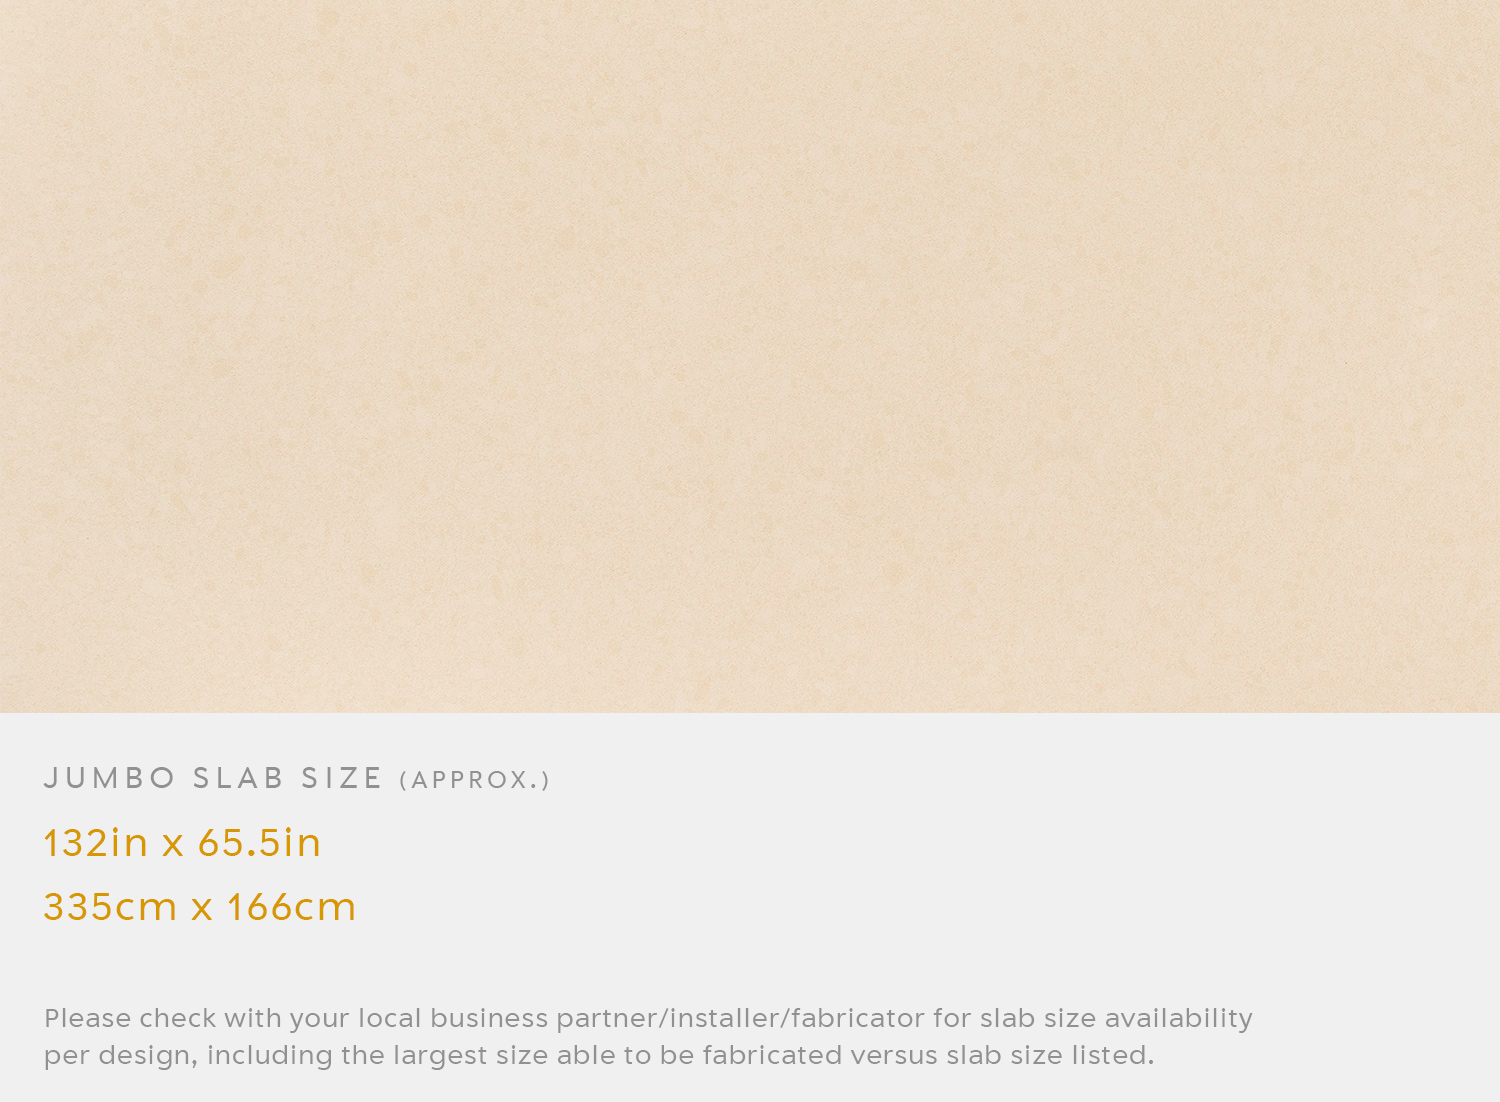 JUMBO SLAB SIZE (APPROX.)
132in x 65.5in
335cm x 166cm
Please check with your local business partner/installer/fabricator for slab size availability
per design, including the largest size able to be fabricated versus slab size listed.